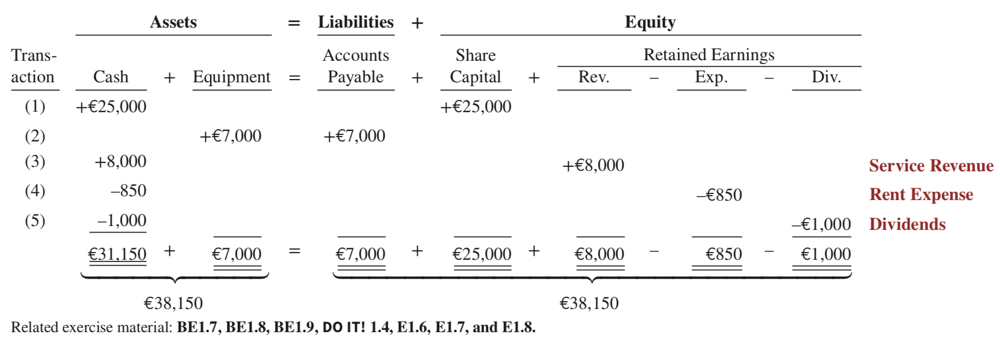 Assets = Liabilities + Equity
Trans- Accounts Share Retained Earnings
action Cash + Equipment = Payable + Capital + Rev. – Exp. – Div.
(1) +€25,000 +€25,000
(2) +€7,000 +€7,000
(3) +8,000 +€8,000 Service Revenue
(4) –850 –€850 Rent Expense
(5) –1,000 –€1,000 Dividends
€31,150 + €7,000 = €7,000 + €25,000 + €8,000 – €850 – €1,000
€38,150 €38,150
Related exercise material: BE1.7, BE1.8, BE1.9, DO IT! 1.4, E1.6, E1.7, and E1.8.